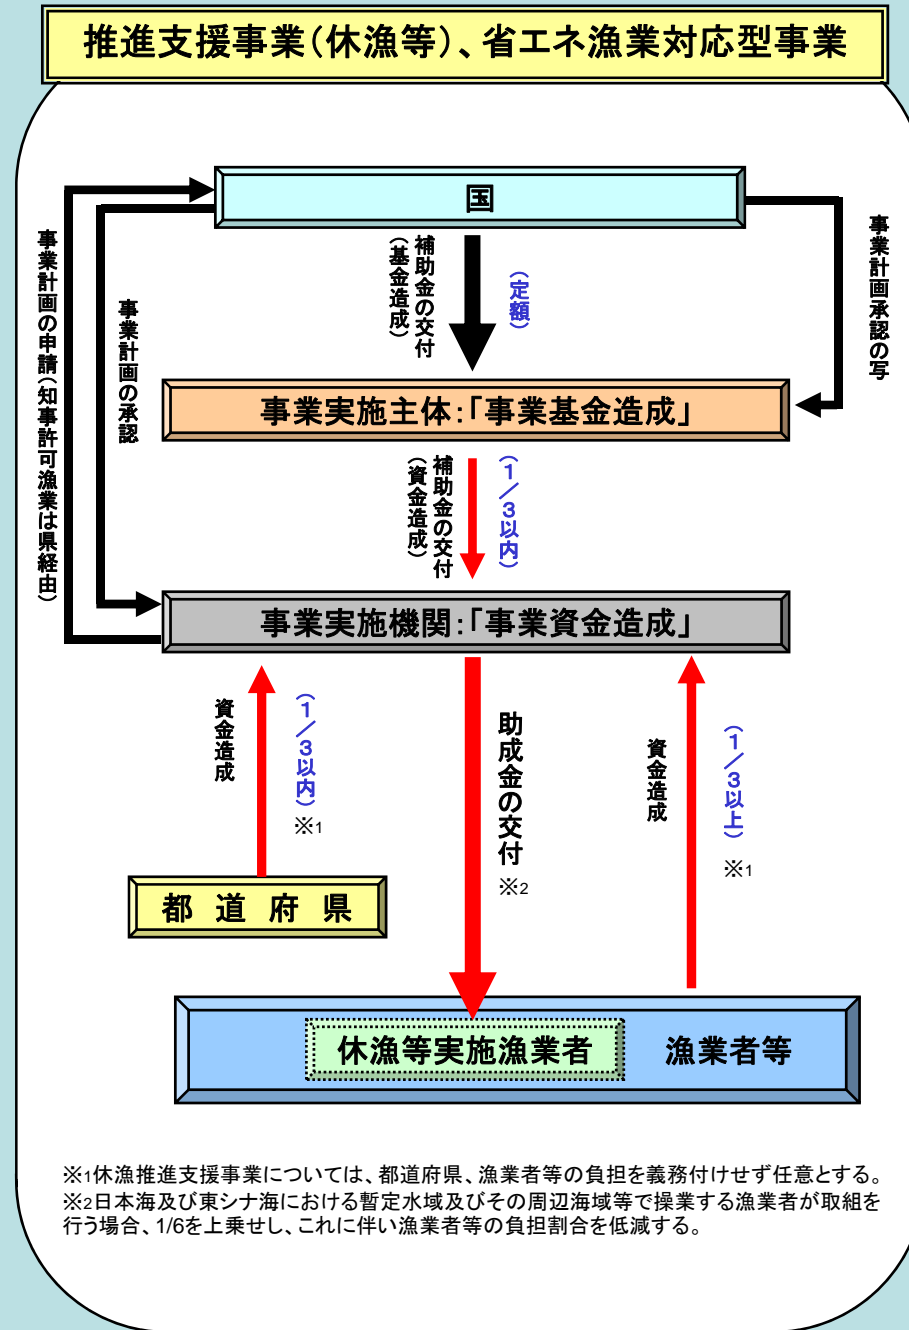 推進支援事業(休漁等)、省エネ漁業対応型事業
国
事業計画の申請(知事許可漁業は県経由)
事業計画の承認
補助金の交付
(基金造成)
(定額)
事業計画承認の写
事業実施主体:「事業基金造成」
補助金の交付
(資金造成)
(1/3以内)
事業実施機関:「事業資金造成」
資金造成
(1/3以内)
※1
助成金の交付
※2
資金造成
(1/3以上)
※1
都道府県
休漁等実施漁業者
漁業者等
※1休漁推進支援事業については、都道府県、漁業者等の負担を義務付けせず任意とする。
※2日本海及び東シナ海における暫定水域及びその周辺海域等で操業する漁業者が取組を
行う場合、1/6を上乗せし、これに伴い漁業者等の負担割合を低減する。